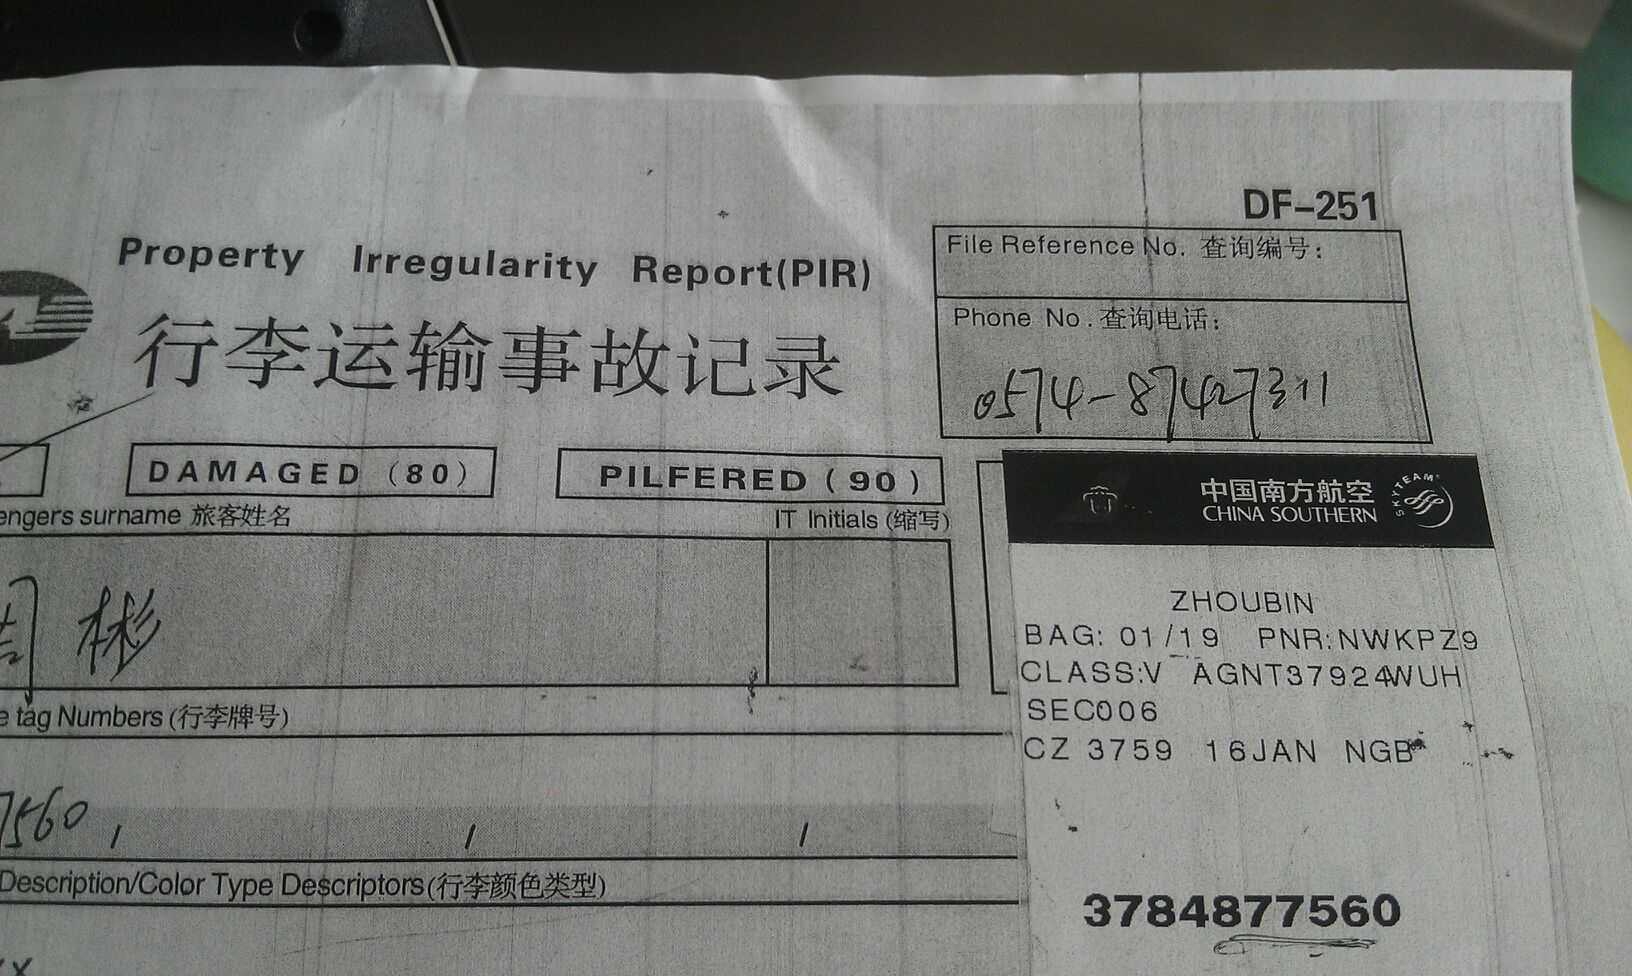 DF-251
Property Irregularity Report(PIR)
行李运输事故记录
File Reference No. 查询编号:
Phone No. 查询电话:
0574-87427311
DAMAGED (80)
PILFERED (90)
engers surname 旅客姓名
IT Initials (缩写)
周彬
中国南方航空
CHINA SOUTHERN
SKYTEAM
ZHOUBIN
BAG: 01/19 PNR:NWKPZ9
CLASS:V AGNT37924WUH
SEC006
CZ 3759 16JAN NGB
3784877560
e tag Numbers (行李牌号)
7560, , ,
Description/Color Type Descriptors(行李颜色类型)